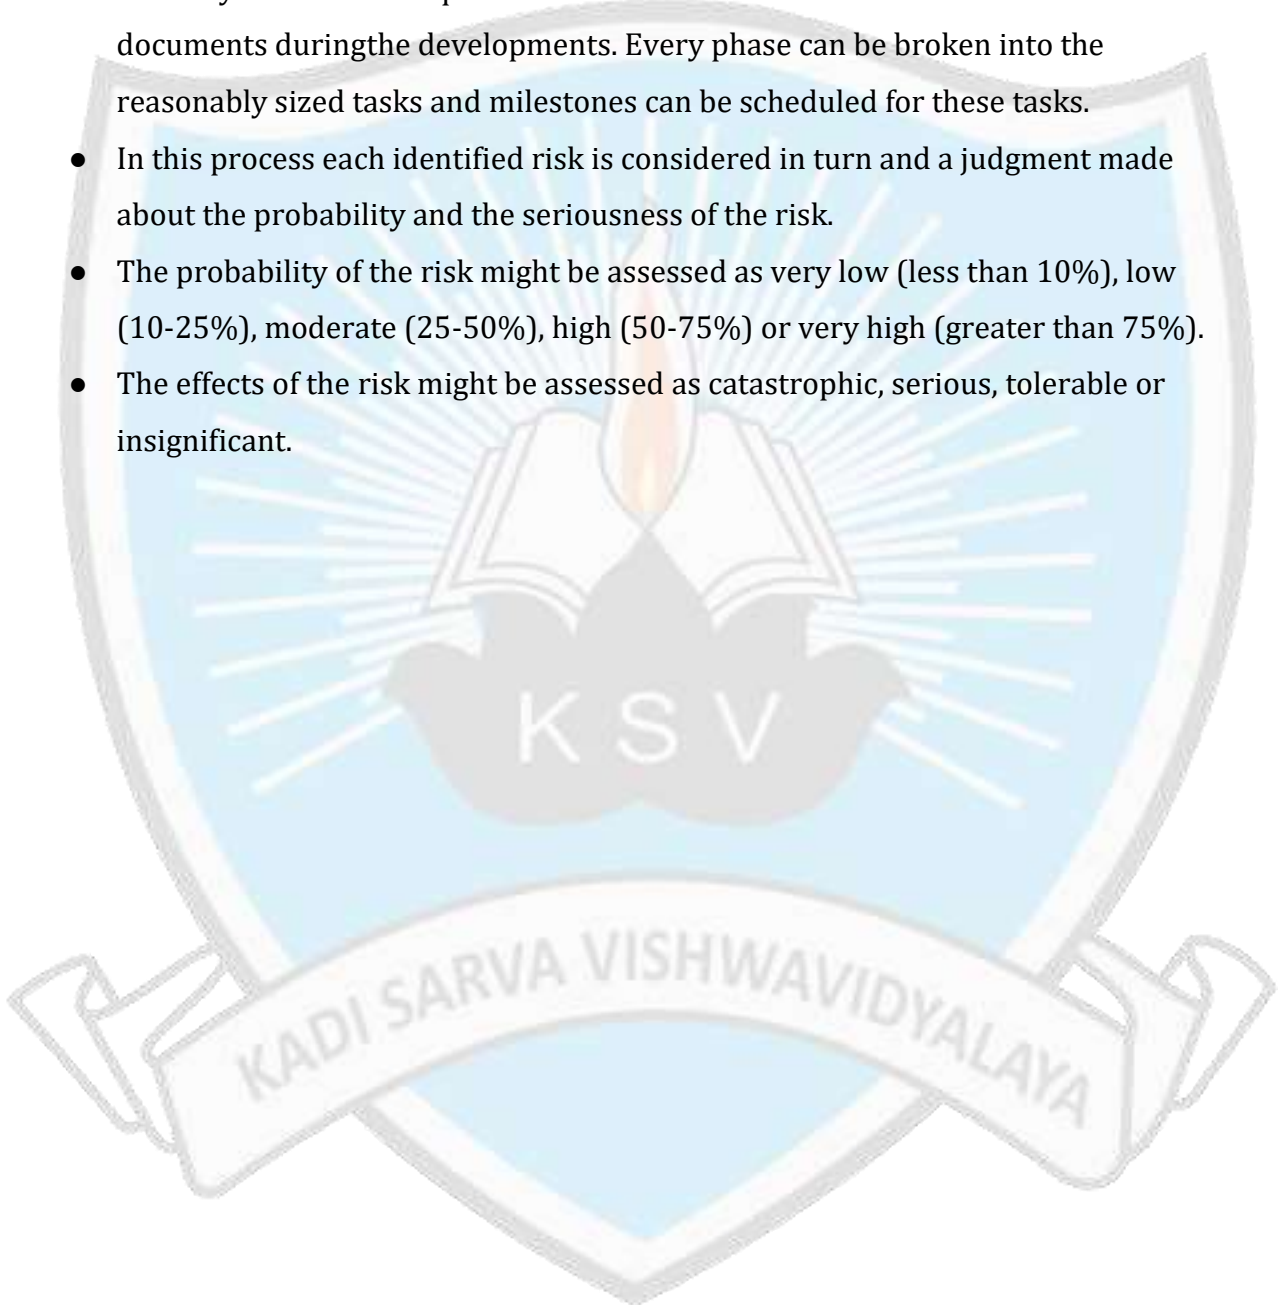 documents duringthe developments. Every phase can be broken into the
reasonably sized tasks and milestones can be scheduled for these tasks.
● In this process each identified risk is considered in turn and a judgment made
about the probability and the seriousness of the risk.
● The probability of the risk might be assessed as very low (less than 10%), low
(10-25%), moderate (25-50%), high (50-75%) or very high (greater than 75%).
● The effects of the risk might be assessed as catastrophic, serious, tolerable or
insignificant.
K S V
KADI SARVA VISHWAVIDYALAYA